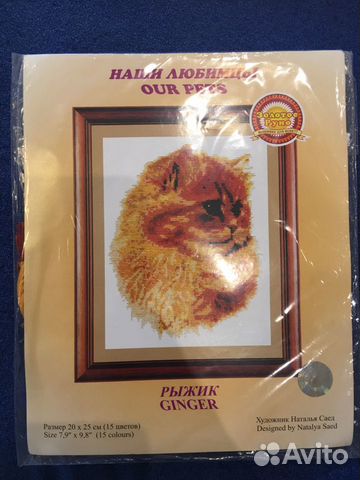 НАШИ ЛЮБИМЦЫ
OUR PETS
ЗОЛОТОЕ
РУНО
РЫЖИК
GINGER
Размер 20 x 25 см (15 цветов)
Size 7,9" x 9,8" (15 colours)
Художник Наталья Саед
Designed by Natalya Saed
Avito